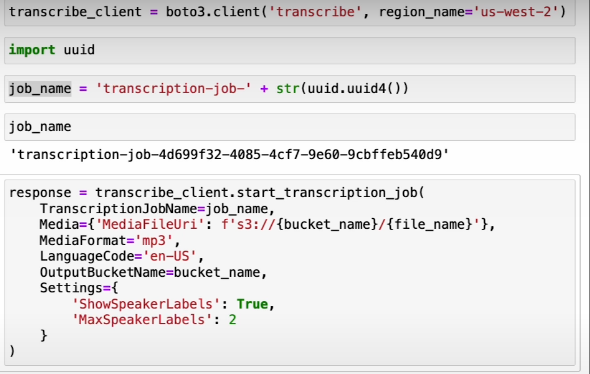 transcribe_client = boto3.client('transcribe', region_name='us-west-2')
import uuid
job_name = 'transcription-job-' + str(uuid.uuid4())
job_name
'transcription-job-4d699f32-4085-4cf7-9e60-9cbffeb540d9'
response = transcribe_client.start_transcription_job(
    TranscriptionJobName=job_name,
    Media={'MediaFileUri': f's3://{bucket_name}/{file_name}'},
    MediaFormat='mp3',
    LanguageCode='en-US',
    OutputBucketName=bucket_name,
    Settings={
        'ShowSpeakerLabels': True,
        'MaxSpeakerLabels': 2
    }
)